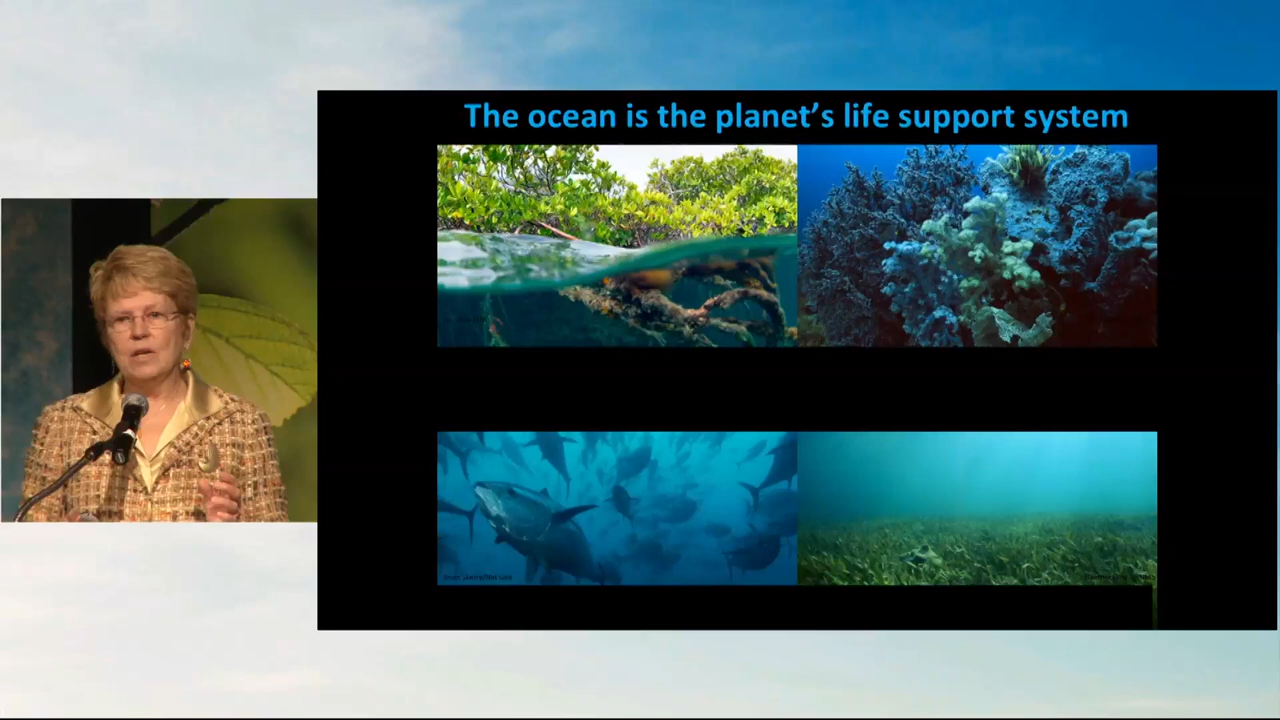 The ocean is the planet’s life support system